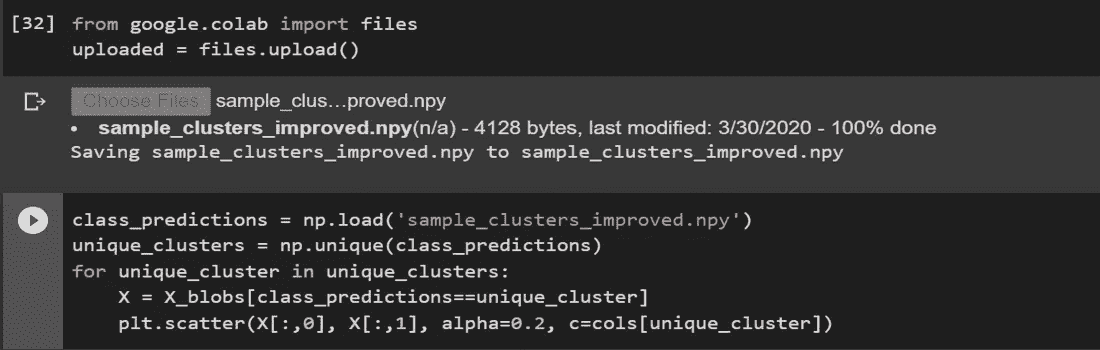 [32] from google.colab import files
uploaded = files.upload()
Choose Files sample_clus…proved.npy
• sample_clusters_improved.npy(n/a) - 4128 bytes, last modified: 3/30/2020 - 100% done
Saving sample_clusters_improved.npy to sample_clusters_improved.npy
class_predictions = np.load('sample_clusters_improved.npy')
unique_clusters = np.unique(class_predictions)
for unique_cluster in unique_clusters:
    X = X_blobs[class_predictions==unique_cluster]
    plt.scatter(X[:,0], X[:,1], alpha=0.2, c=cols[unique_cluster])